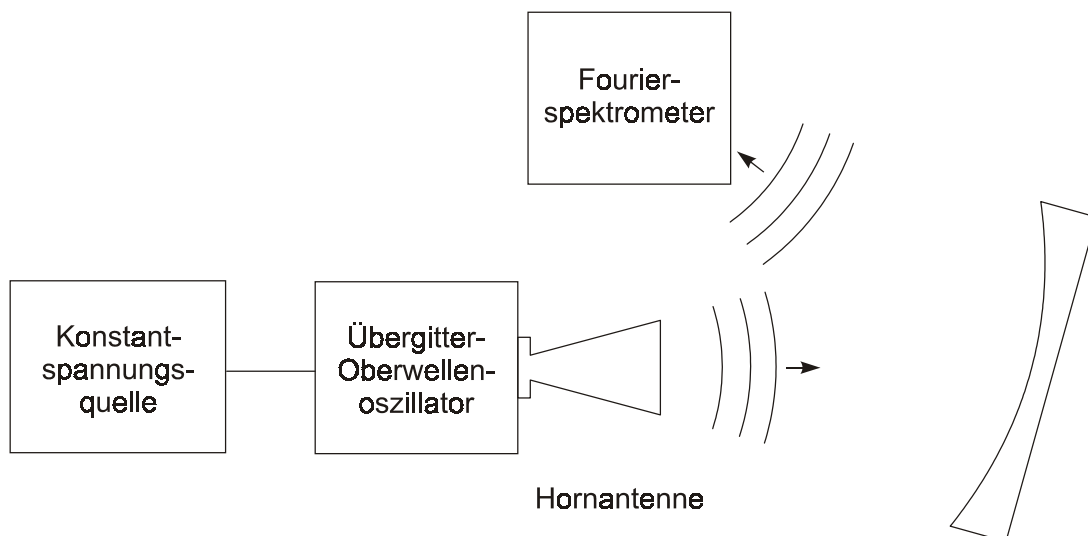 Fourier-
spektrometer
Konstant-
spannungs-
quelle
Übergitter-
Oberwellen-
oszillator
Hornantenne